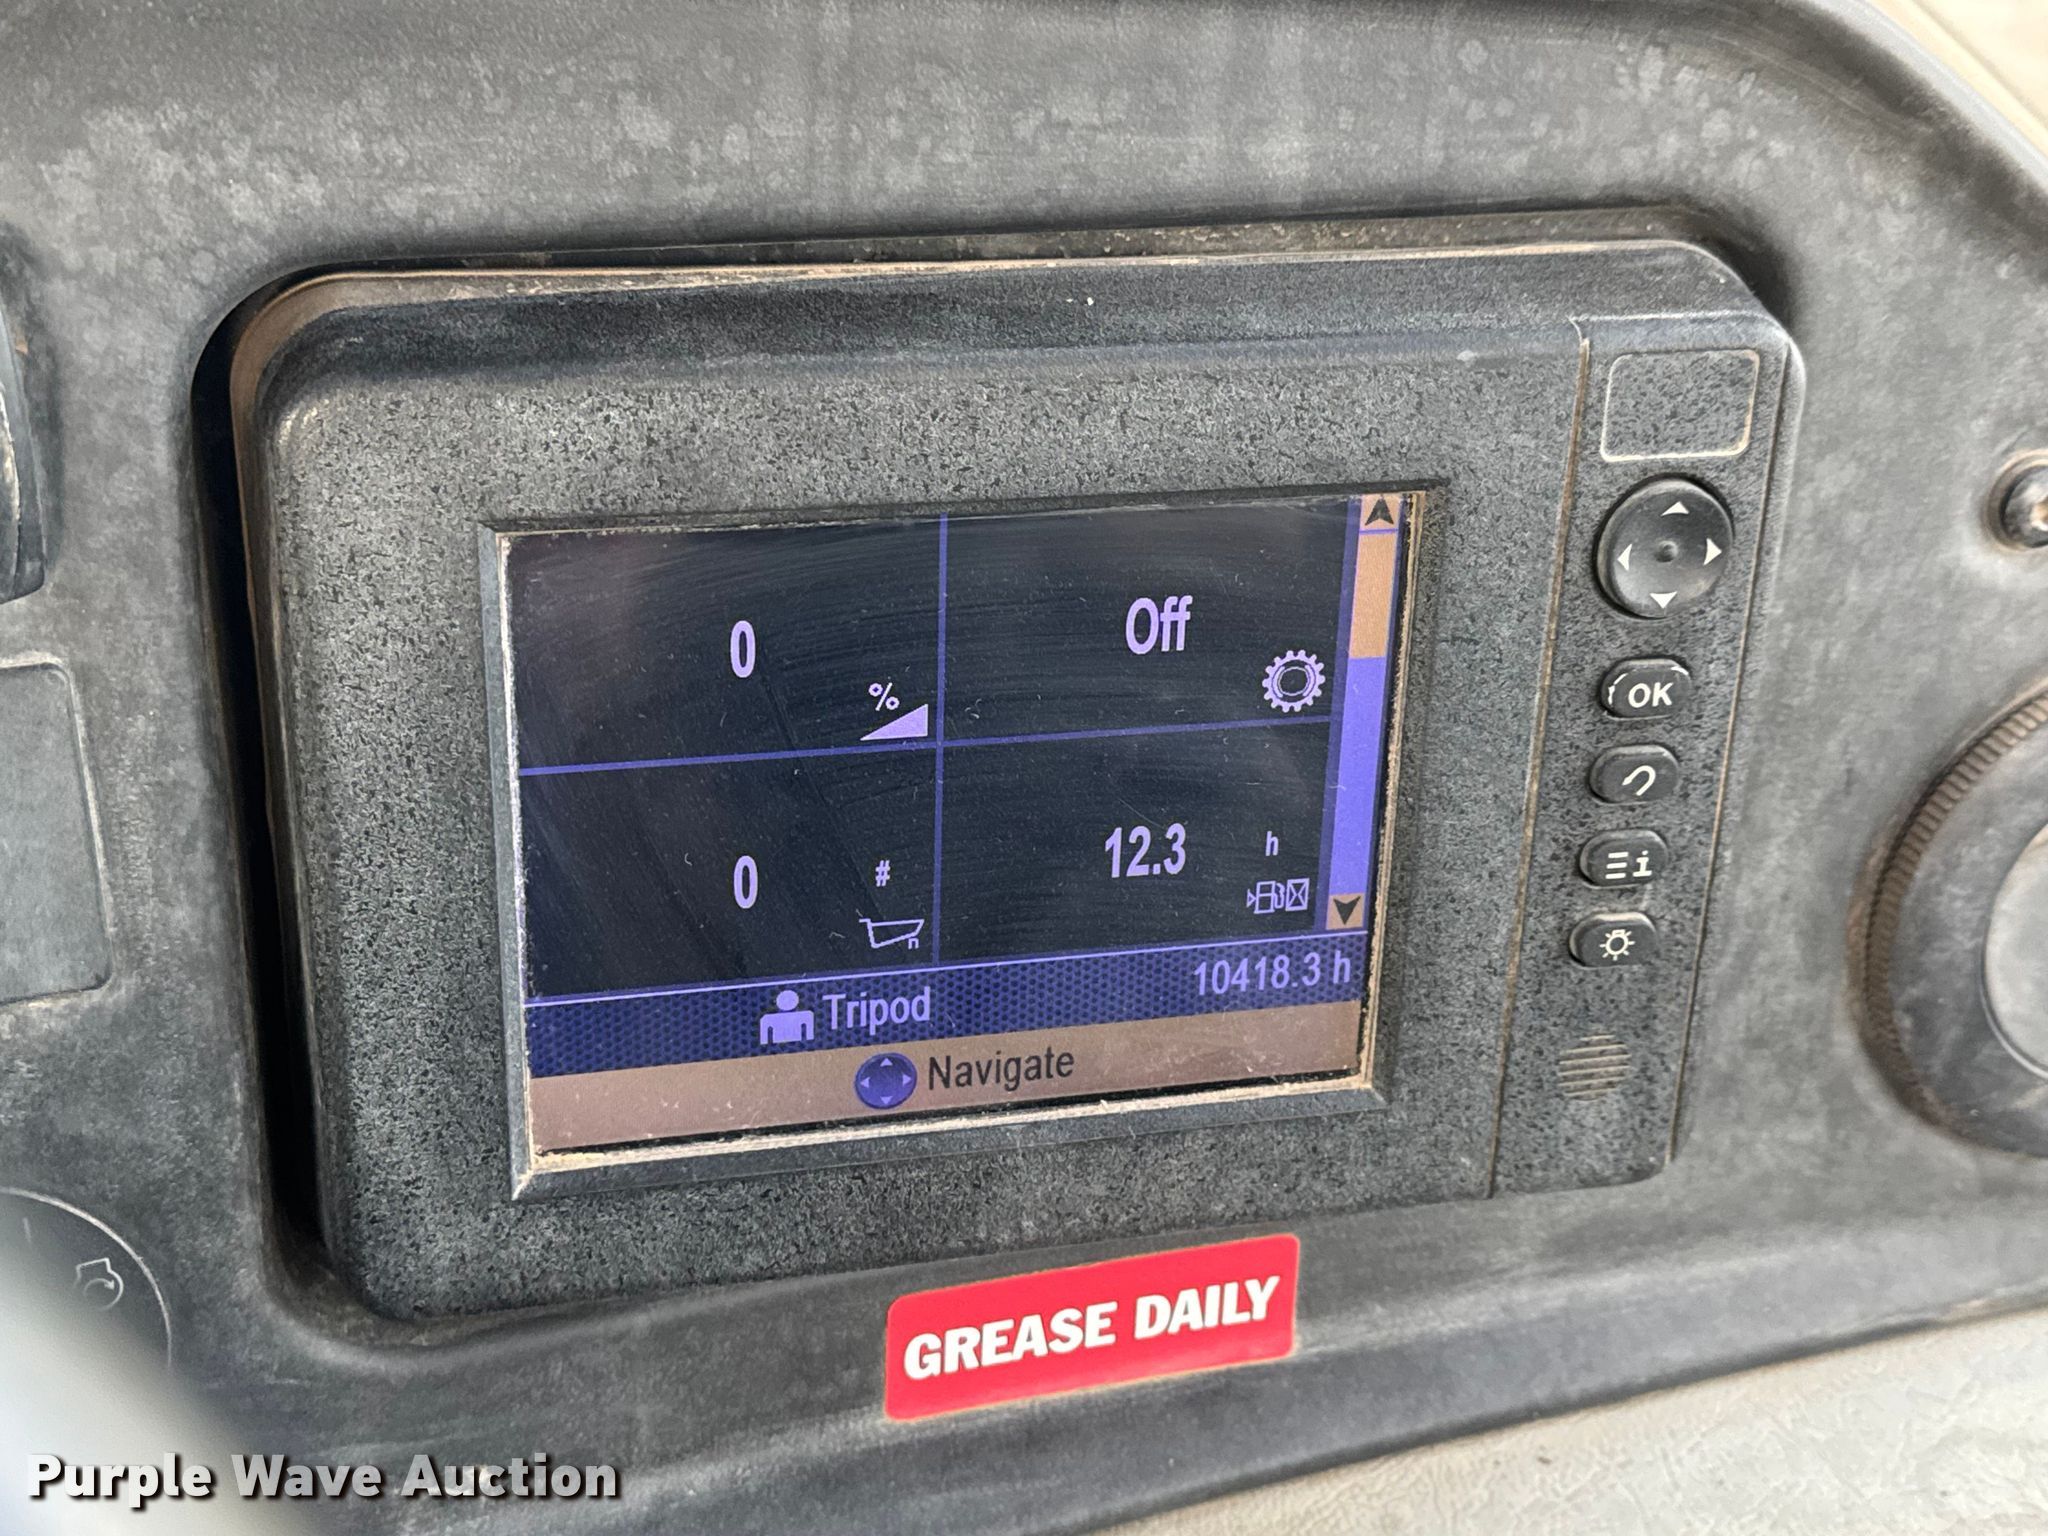 0
%
Off
0
#
12.3 h
n
Tripod 10418.3 h
Navigate
OK
i
GREASE DAILY
Purple Wave Auction